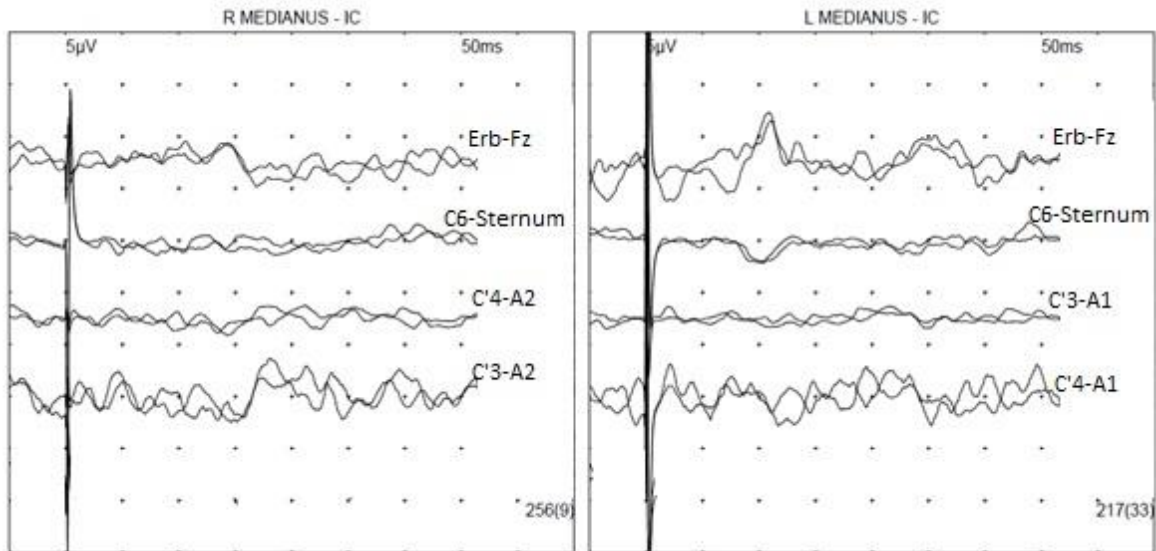 R MEDIANUS - IC
5µV 50ms
Erb-Fz
C6-Sternum
C'4-A2
C'3-A2
256(9)
L MEDIANUS - IC
5µV 50ms
Erb-Fz
C6-Sternum
C'3-A1
C'4-A1
217(33)